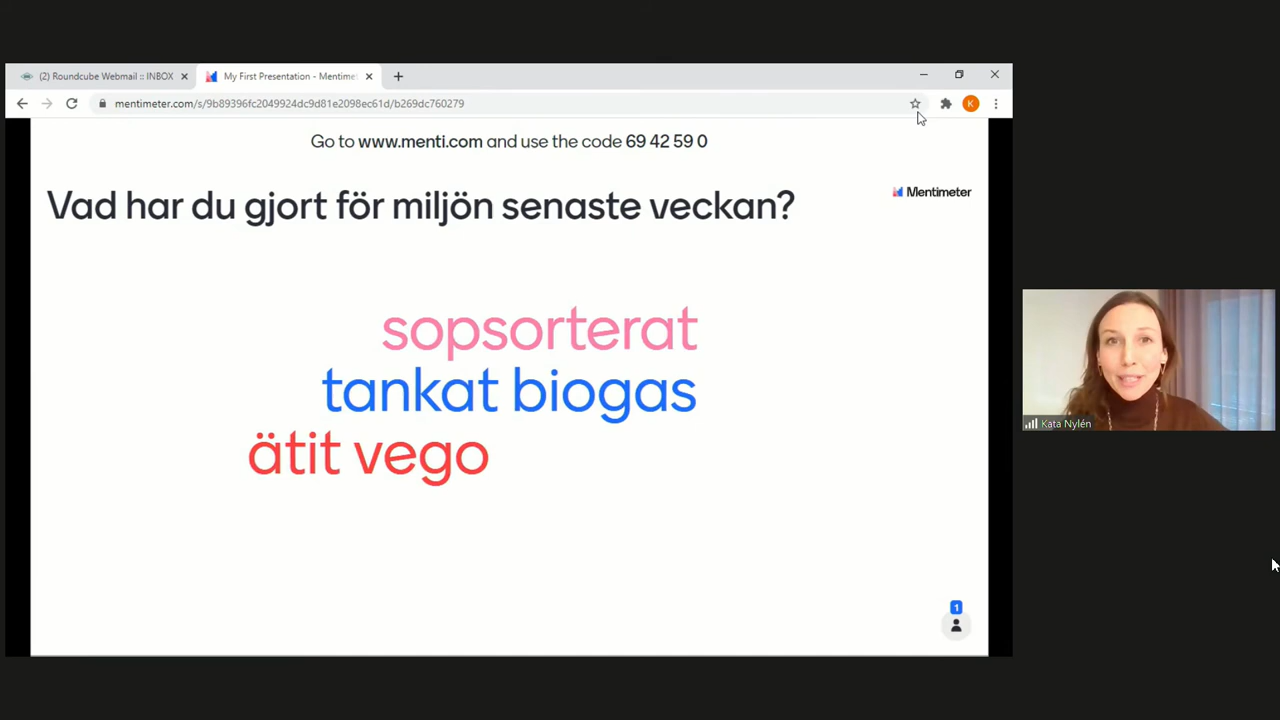 (2) Roundcube Webmail :: INBOX
My First Presentation - Mentime
mentimeter.com/s/9b89396fc2049924dc9d81e2098ec61d/b269dc760279
K
Go to www.menti.com and use the code 69 42 59 0
Vad har du gjort för miljön senaste veckan?
Mentimeter
sopsorterat
tankat biogas
ätit vego
Kata Nylén
1